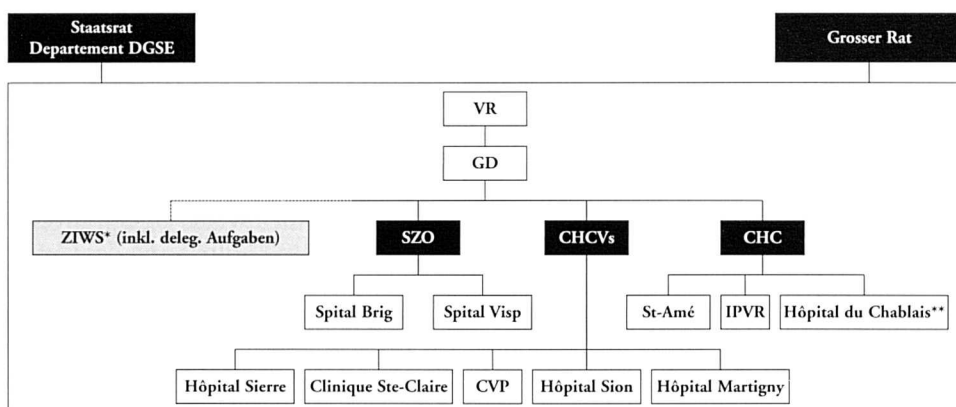 Staatsrat
Departement DGSE
Grosser Rat
VR
GD
ZIWS* (inkl. deleg. Aufgaben)
SZO
CHCVs
CHC
Spital Brig
Spital Visp
St-Amé
IPVR
Hôpital du Chablais**
Hôpital Sierre
Clinique Ste-Claire
CVP
Hôpital Sion
Hôpital Martigny